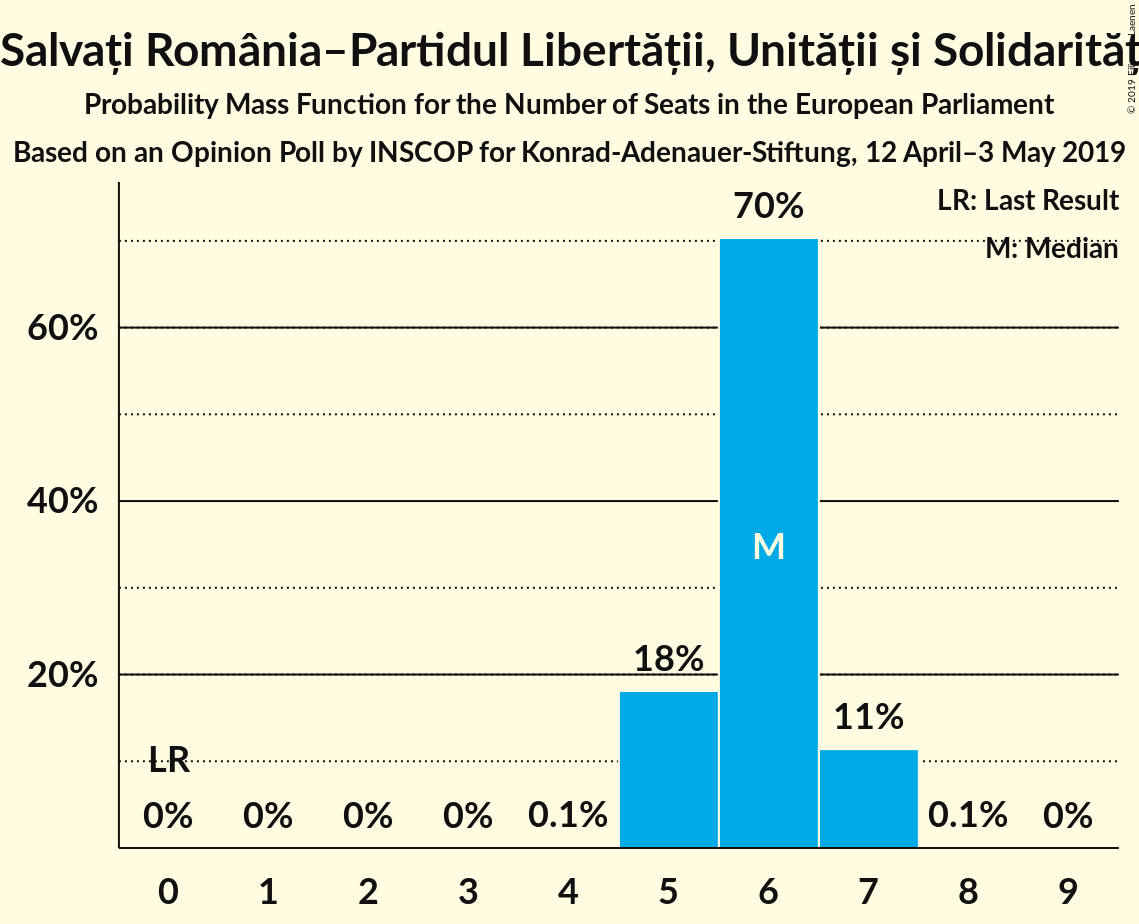 Salvați România–Partidul Libertății, Unității și Solidarităț
Probability Mass Function for the Number of Seats in the European Parliament
Based on an Opinion Poll by INSCOP for Konrad-Adenauer-Stiftung, 12 April–3 May 2019
LR: Last Result
M: Median
70%
60%
40%
M
18%
20%
11%
LR
0% 0% 0% 0% 0.1% 0.1% 0%
0 1 2 3 4 5 6 7 8 9
© 2019 Laenen